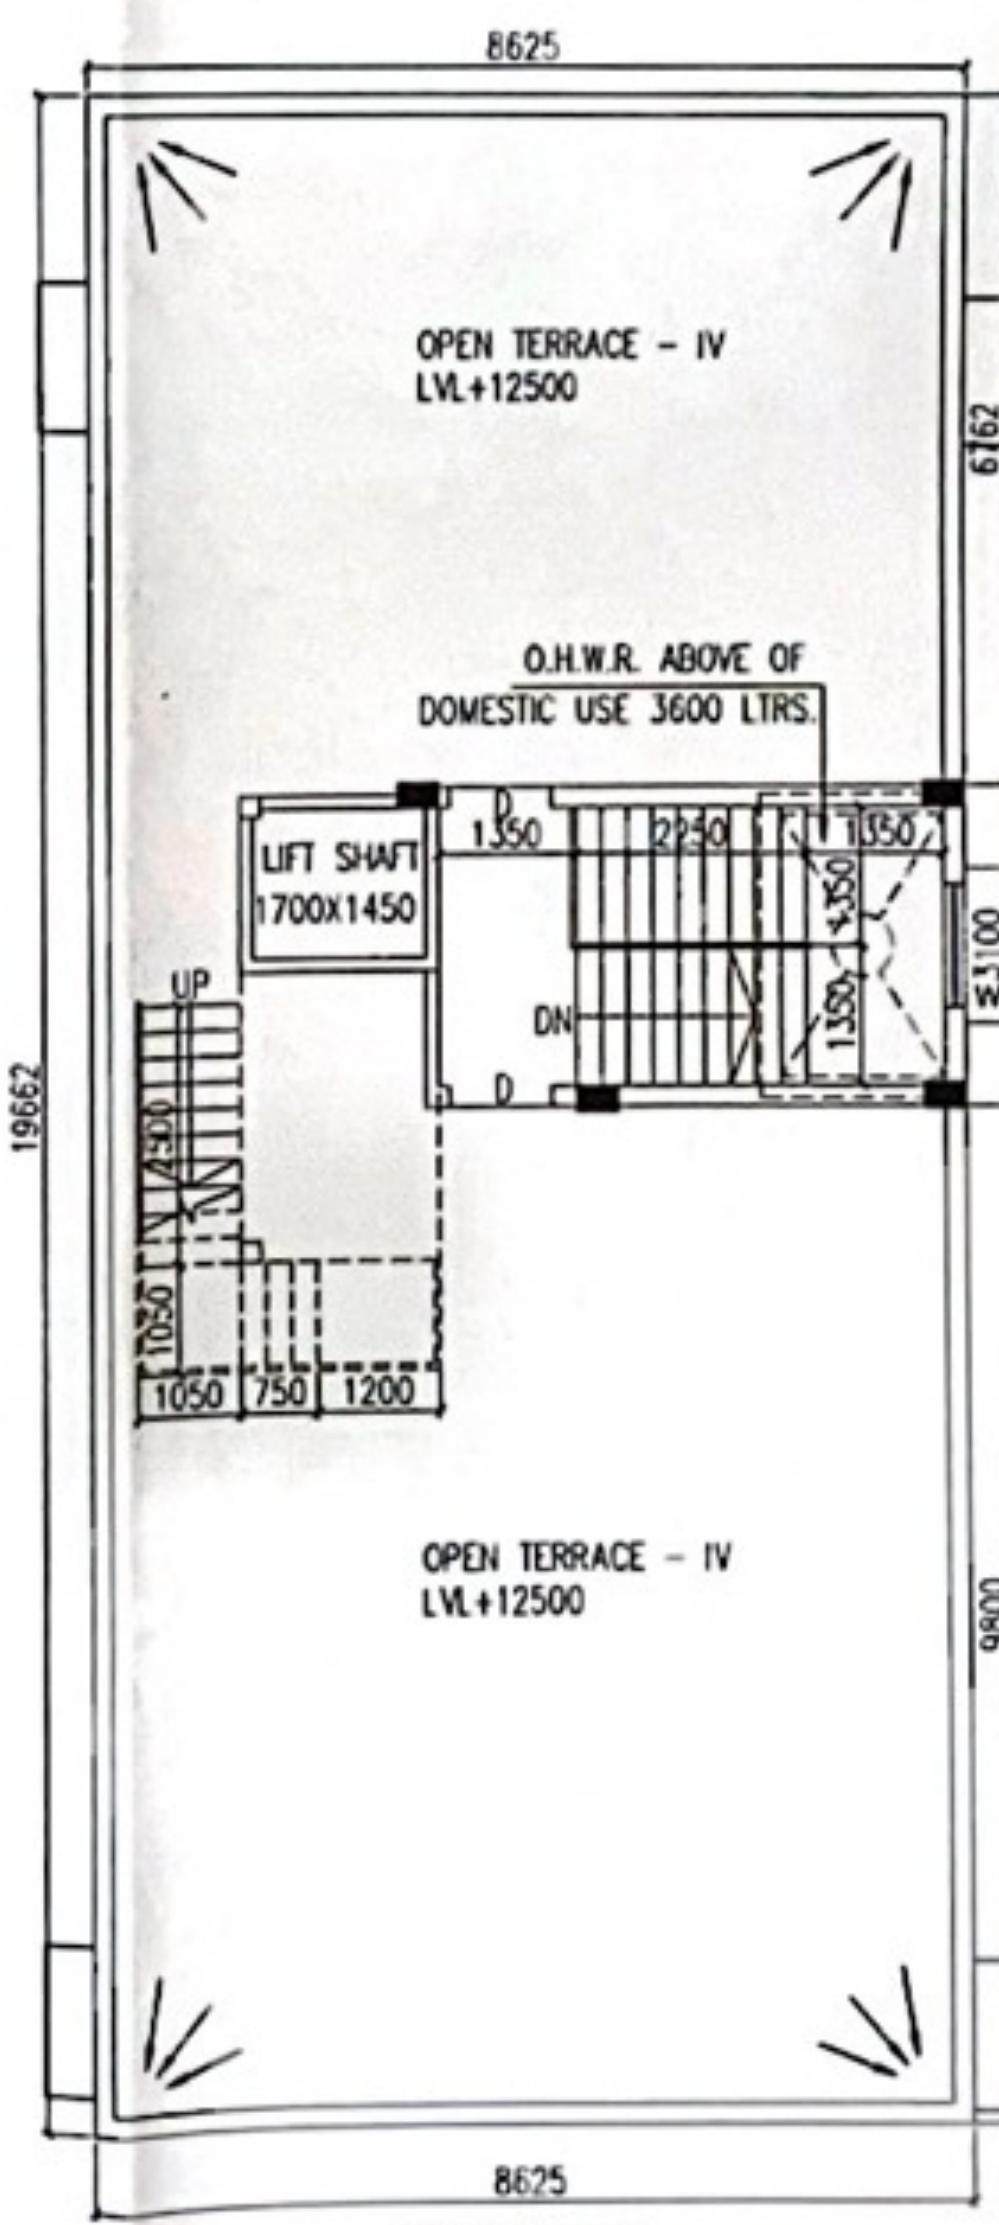 8625
OPEN TERRACE - IV
LVL+12500
6762
O.H.W.R. ABOVE OF
DOMESTIC USE 3600 LTRS.
D
1350
2250
1350
LIFT SHAFT
1700X1450
1350
3100
UP
DN
1350
D
19662
2500
1050
1050
750
1200
OPEN TERRACE - IV
LVL+12500
9800
8625